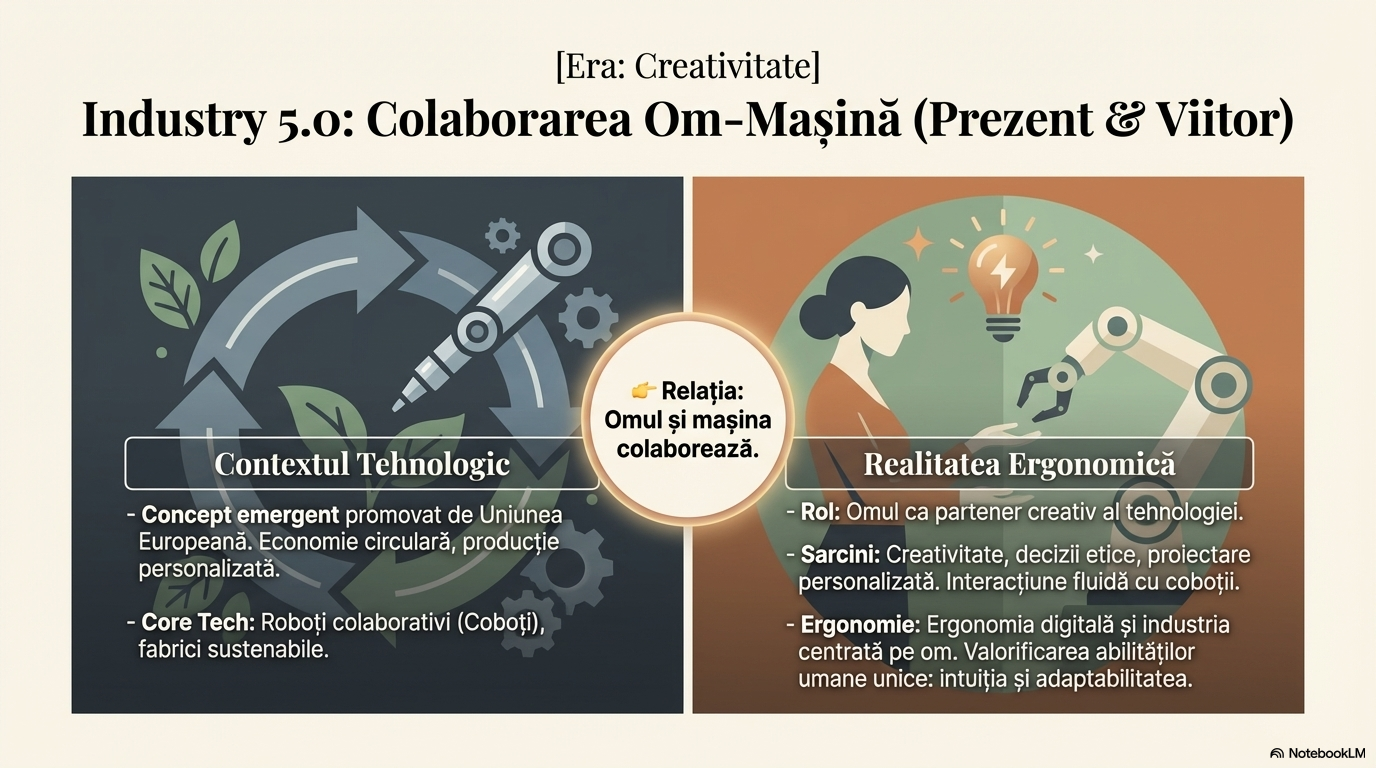 [Era: Creativitate]
Industry 5.0: Colaborarea Om-Mașină (Prezent & Viitor)
👉 Relația:
Omul și mașina
colaborează.
Contextul Tehnologic
- Concept emergent promovat de Uniunea
Europeană. Economie circulară, producție
personalizată.
- Core Tech: Roboți colaborativi (Coboți),
fabrici sustenabile.
Realitatea Ergonomică
- Rol: Omul ca partener creativ al tehnologiei.
- Sarcini: Creativitate, decizii etice, proiectare
personalizată. Interacțiune fluidă cu coboții.
- Ergonomie: Ergonomia digitală și industria
centrată pe om. Valorificarea abilităților
umane unice: intuiția și adaptabilitatea.
NotebookLM